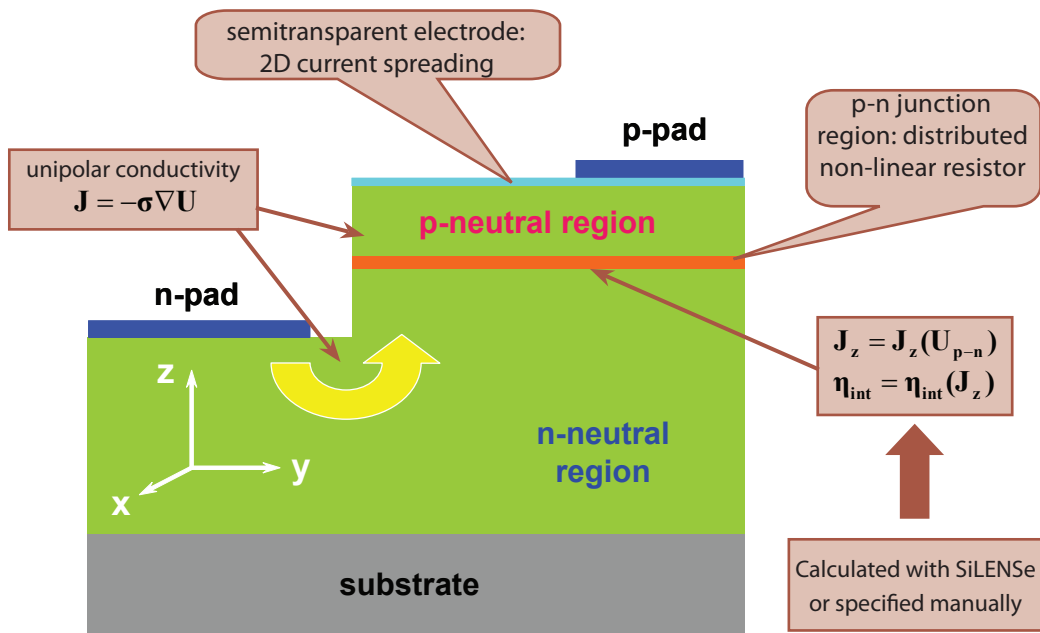 semitransparent electrode:
2D current spreading
p-n junction
region: distributed
non-linear resistor
p-pad
unipolar conductivity
J = −σ∇U
p-neutral region
n-pad
J_z = J_z(U_{p−n})
η_int = η_int(J_z)
z
y
x
n-neutral
region
substrate
Calculated with SiLENSe
or specified manually